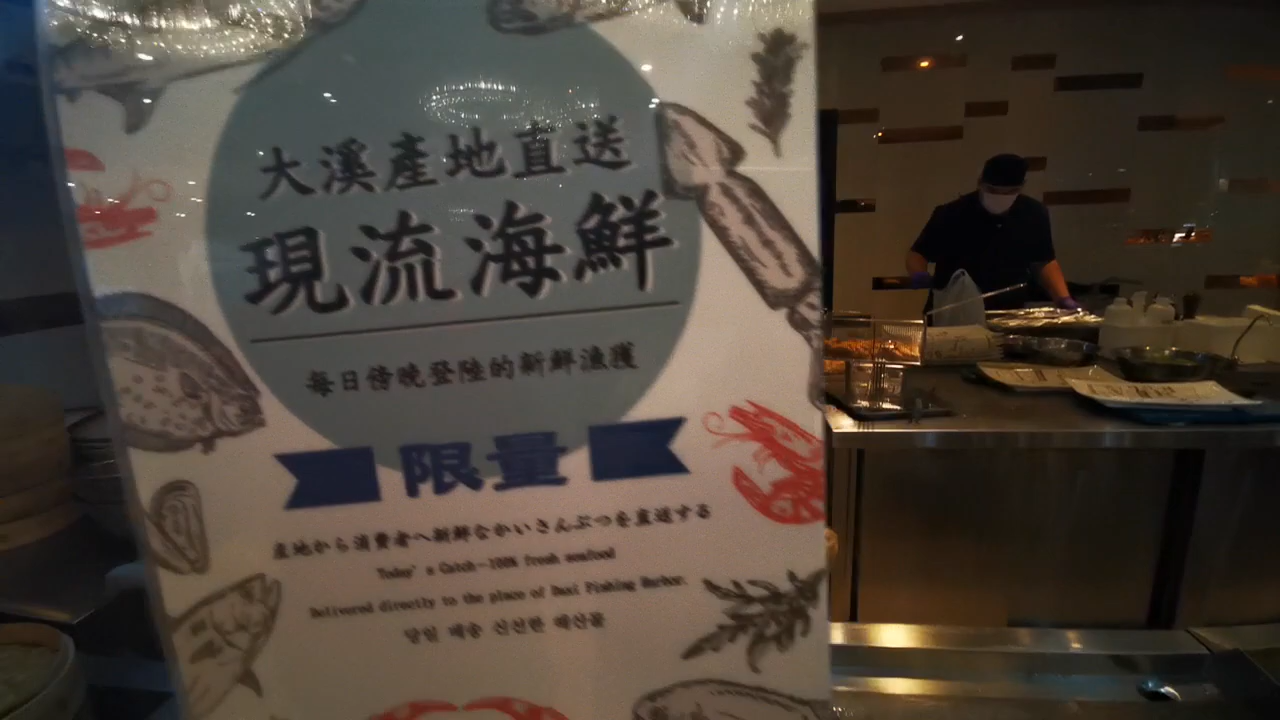 大溪產地直送
現流海鮮
每日傍晚登陸的新鮮漁獲
限量
産地から消費者へ新鮮なかいさんぶつを直送する
Today's Catch-100% fresh seafood
Delivered directly to the place of Daxi Fishing Harbor.
당일 배송 신선한 해산물